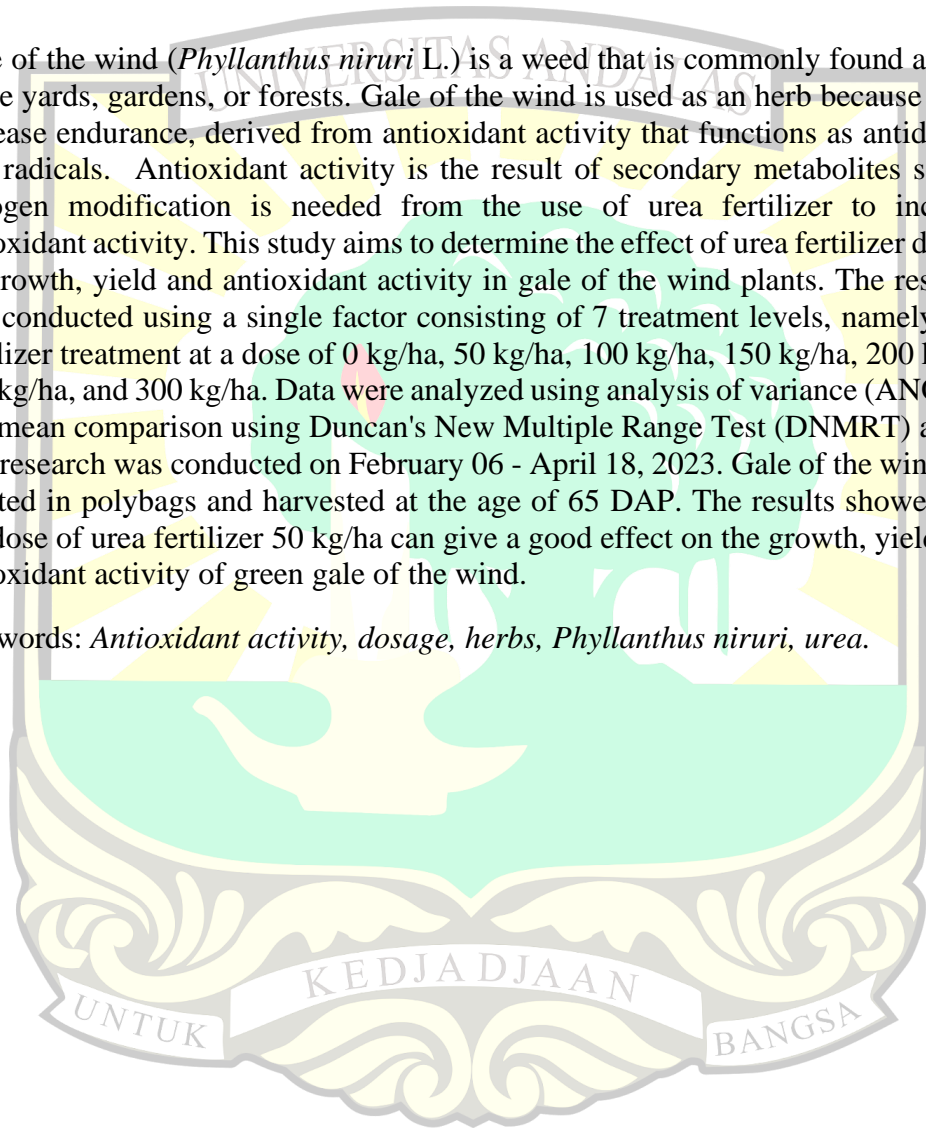 UNIVERSITAS ANDALAS
e of the wind (Phyllanthus niruri L.) is a weed that is commonly found a
e yards, gardens, or forests. Gale of the wind is used as an herb because
ease endurance, derived from antioxidant activity that functions as antid
radicals. Antioxidant activity is the result of secondary metabolites s
ogen modification is needed from the use of urea fertilizer to inc
oxidant activity. This study aims to determine the effect of urea fertilizer d
rowth, yield and antioxidant activity in gale of the wind plants. The res
conducted using a single factor consisting of 7 treatment levels, namely
lizer treatment at a dose of 0 kg/ha, 50 kg/ha, 100 kg/ha, 150 kg/ha, 200
kg/ha, and 300 kg/ha. Data were analyzed using analysis of variance (ANO
mean comparison using Duncan's New Multiple Range Test (DNMRT) a
research was conducted on February 06 - April 18, 2023. Gale of the win
ted in polybags and harvested at the age of 65 DAP. The results showe
dose of urea fertilizer 50 kg/ha can give a good effect on the growth, yield
oxidant activity of green gale of the wind.
words: Antioxidant activity, dosage, herbs, Phyllanthus niruri, urea.
UNTUK KEDJADJAAN BANGSA